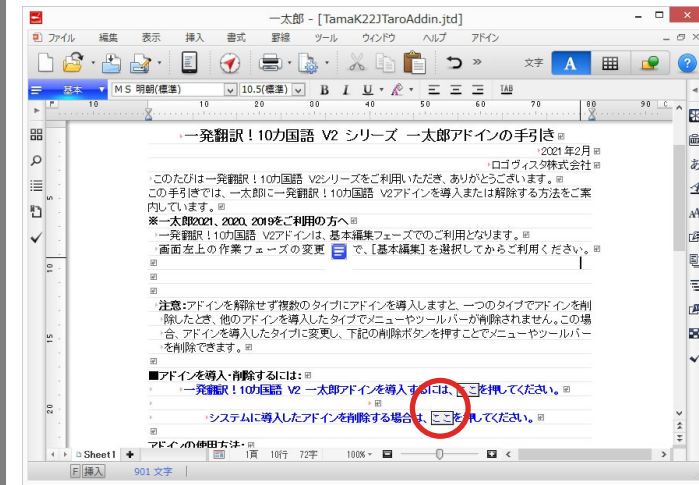 一太郎 - [TamaK22JTaroAddin.jtd]
ファイル 編集 表示 挿入 書式 罫線 ツール ウィンドウ ヘルプ アドイン
文字 A
基本 MS 明朝(標準) 10.5(標準) B I U TAB
10 10 20 30 40 50 60 70 80 90
一発翻訳！10カ国語 V2 シリーズ 一太郎アドインの手引き
2021年2月
ロゴヴィスタ株式会社
このたびは一発翻訳！10カ国語 V2シリーズをご利用いただき、ありがとうございます。
この手引きでは、一太郎に一発翻訳！10カ国語 V2アドインを導入または解除する方法をご案
内しています。
※一太郎2021、2020、2019をご利用の方へ
一発翻訳！10カ国語 V2アドインは、基本編集フェーズでのご利用となります。
画面左上の作業フェーズの変更 で、[基本編集]を選択してからご利用ください。
注意：アドインを解除せず複数のタイプにアドインを導入しますと、一つのタイプでアドインを削
除したとき、他のアドインを導入したタイプでメニューやツールバーが削除されません。この場
合、アドインを導入したタイプに変更し、下記の削除ボタンを押すことでメニューやツールバー
を削除できます。
■アドインを導入・削除するには：
一発翻訳！10カ国語 V2 一太郎アドインを導入するには、ここを押してください。
システムに導入したアドインを削除する場合は、ここを押してください。
アドインの使用方法：
Sheet1 1頁 10行 72字 100%
F 挿入 901 文字